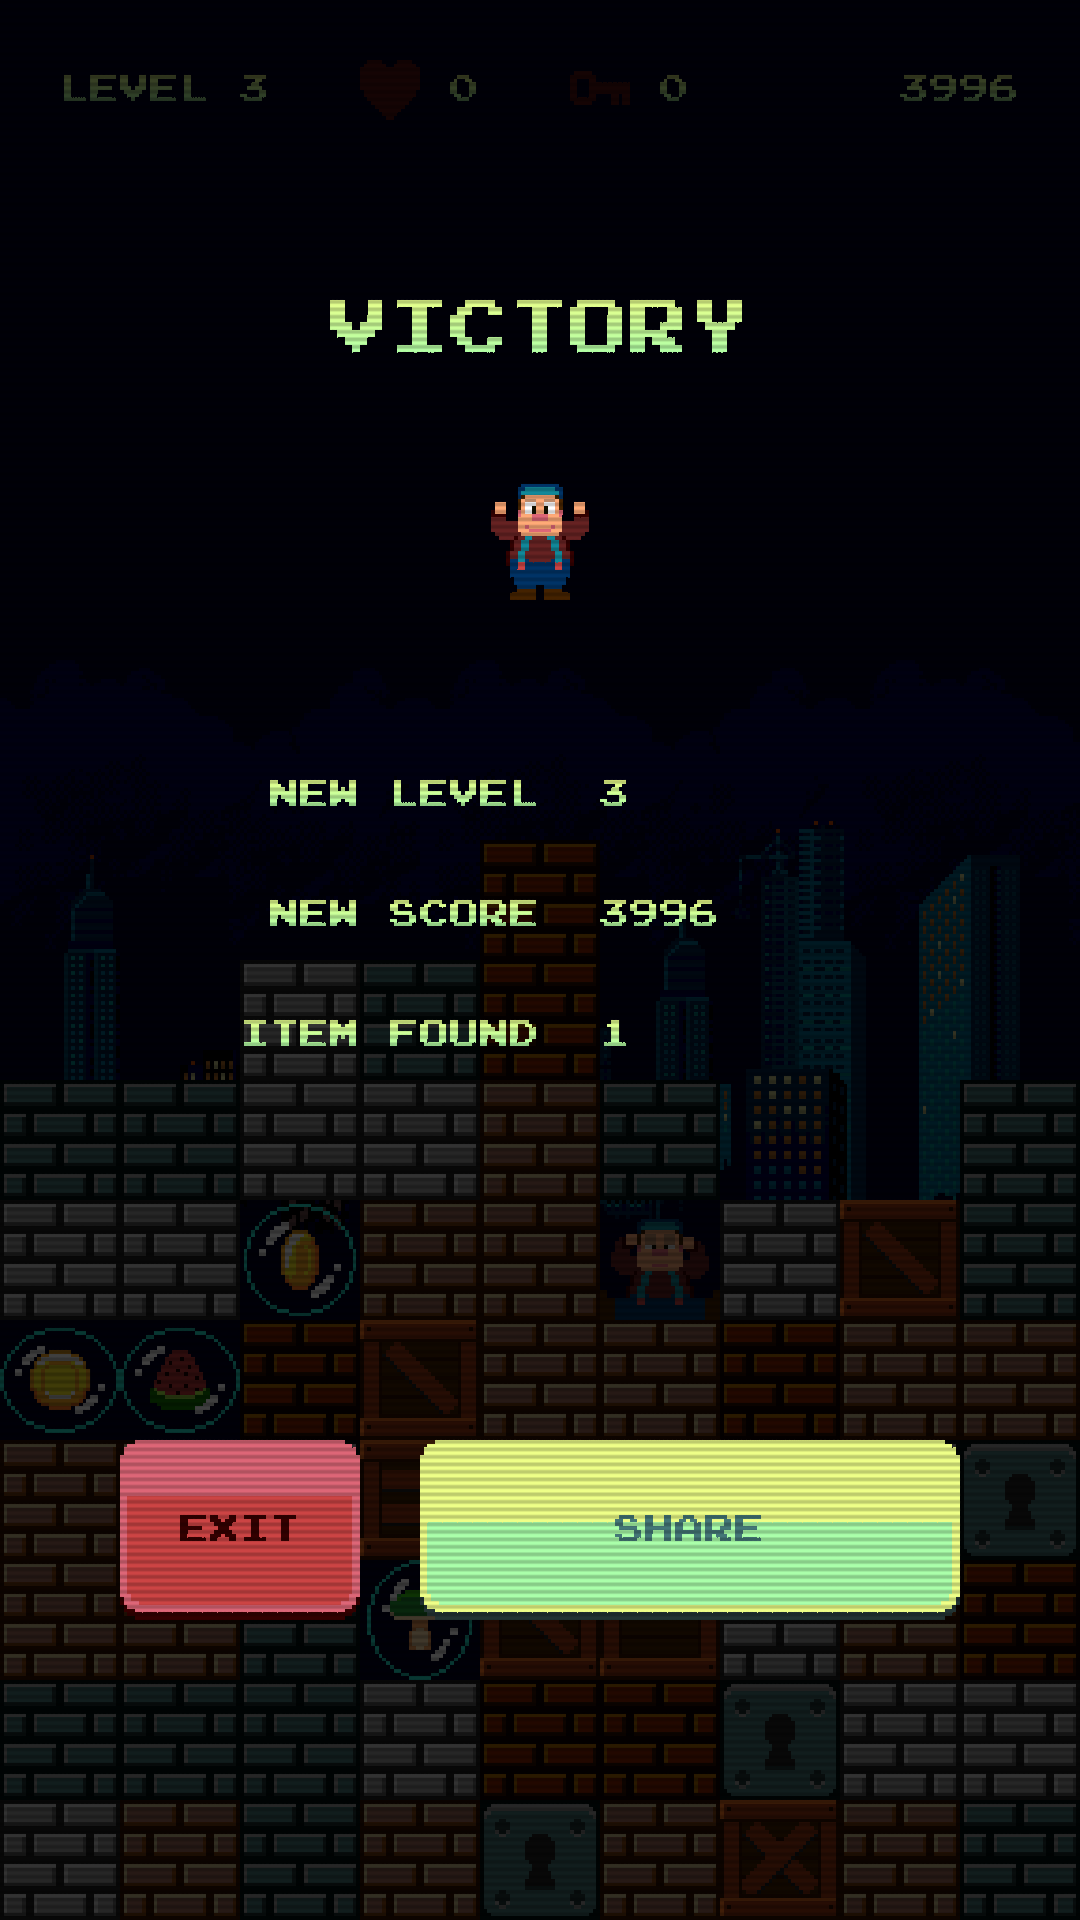 LEVEL 3 0 0 3996
VICTORY
NEW LEVEL 3
NEW SCORE 3996
ITEM FOUND 1
EXIT SHARE